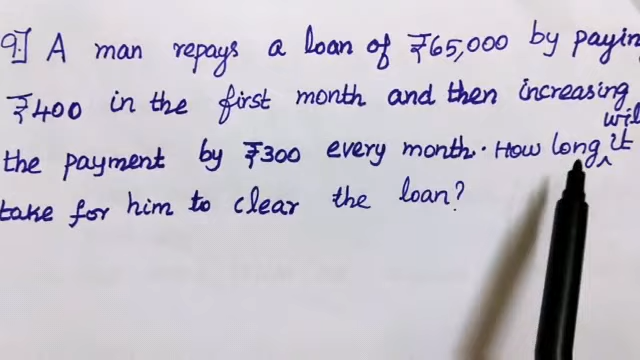 9.] A man repays a loan of ₹65,000 by payin
₹400 in the first month and then increasing
the payment by ₹300 every month. How long will it
take for him to clear the loan?